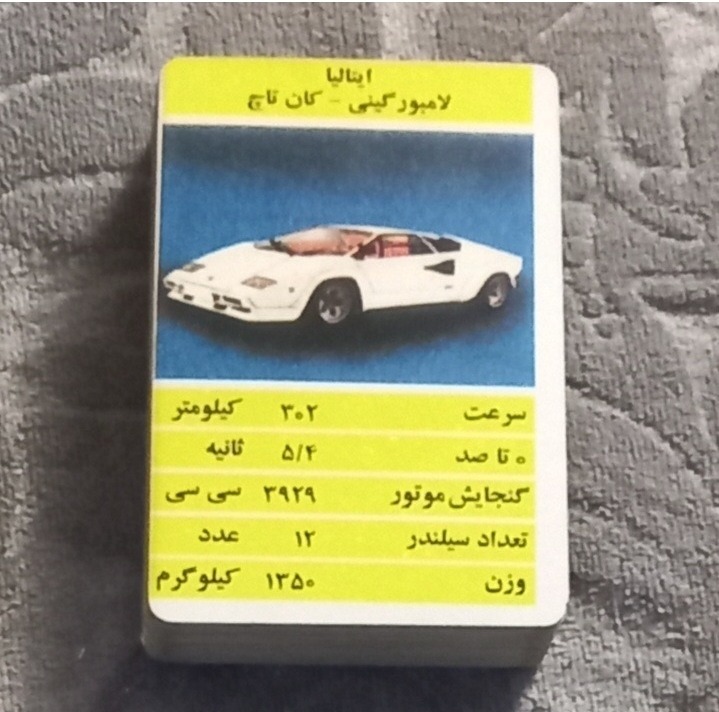 ایتالیا
لامبورگینی - کان تاچ
سرعت ۳۰۲ کیلومتر
۰ تا صد ۵/۴ ثانیه
گنجایش موتور ۳۹۲۹ سی سی
تعداد سیلندر ۱۲ عدد
وزن ۱۳۵۰ کیلوگرم